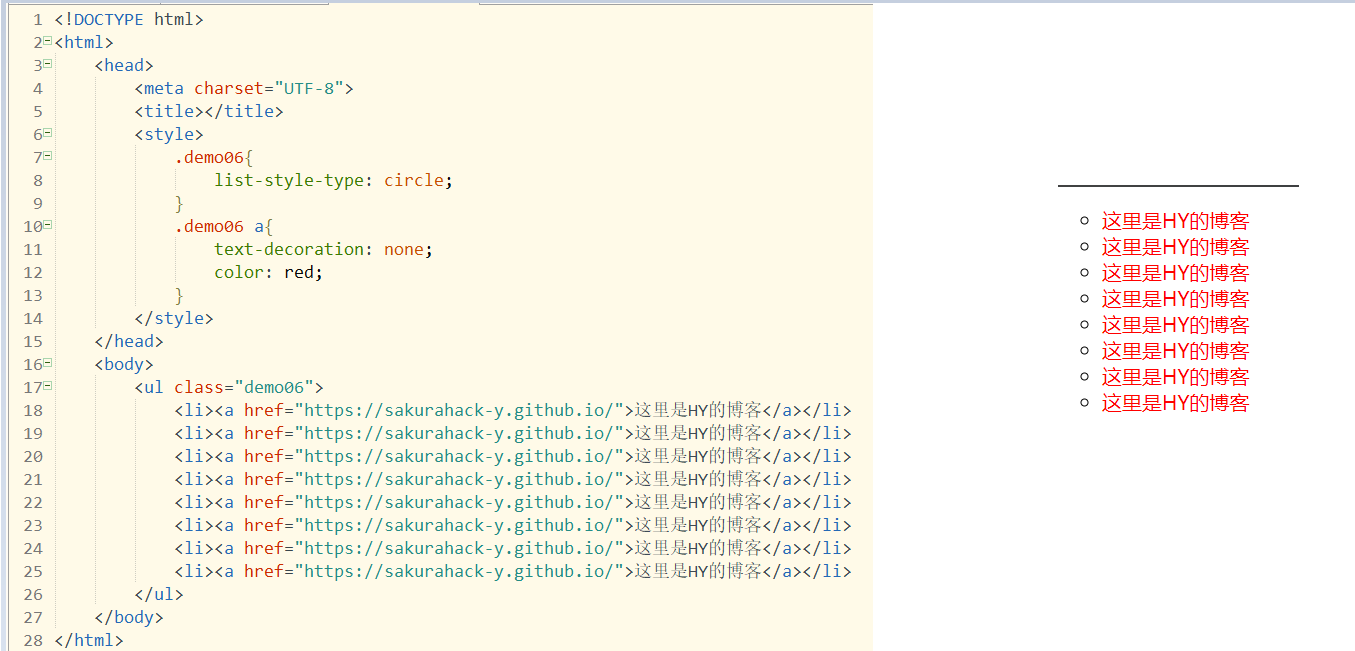 1 <!DOCTYPE html>
2 <html>
3 <head>
4 <meta charset="UTF-8">
5 <title></title>
6 <style>
7 .demo06{
8 list-style-type: circle;
9 }
10 .demo06 a{
11 text-decoration: none;
12 color: red;
13 }
14 </style>
15 </head>
16 <body>
17 <ul class="demo06">
18 <li><a href="https://sakurahack-y.github.io/">这里是HY的博客</a></li>
19 <li><a href="https://sakurahack-y.github.io/">这里是HY的博客</a></li>
20 <li><a href="https://sakurahack-y.github.io/">这里是HY的博客</a></li>
21 <li><a href="https://sakurahack-y.github.io/">这里是HY的博客</a></li>
22 <li><a href="https://sakurahack-y.github.io/">这里是HY的博客</a></li>
23 <li><a href="https://sakurahack-y.github.io/">这里是HY的博客</a></li>
24 <li><a href="https://sakurahack-y.github.io/">这里是HY的博客</a></li>
25 <li><a href="https://sakurahack-y.github.io/">这里是HY的博客</a></li>
26 </ul>
27 </body>
28 </html>
这里是HY的博客
这里是HY的博客
这里是HY的博客
这里是HY的博客
这里是HY的博客
这里是HY的博客
这里是HY的博客
这里是HY的博客